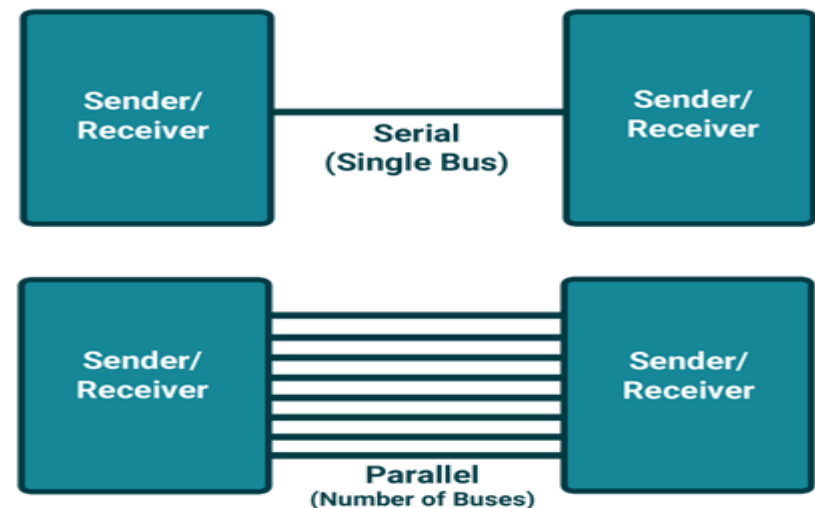 Sender/
Receiver
Serial
(Single Bus)
Sender/
Receiver
Sender/
Receiver
Parallel
(Number of Buses)
Sender/
Receiver